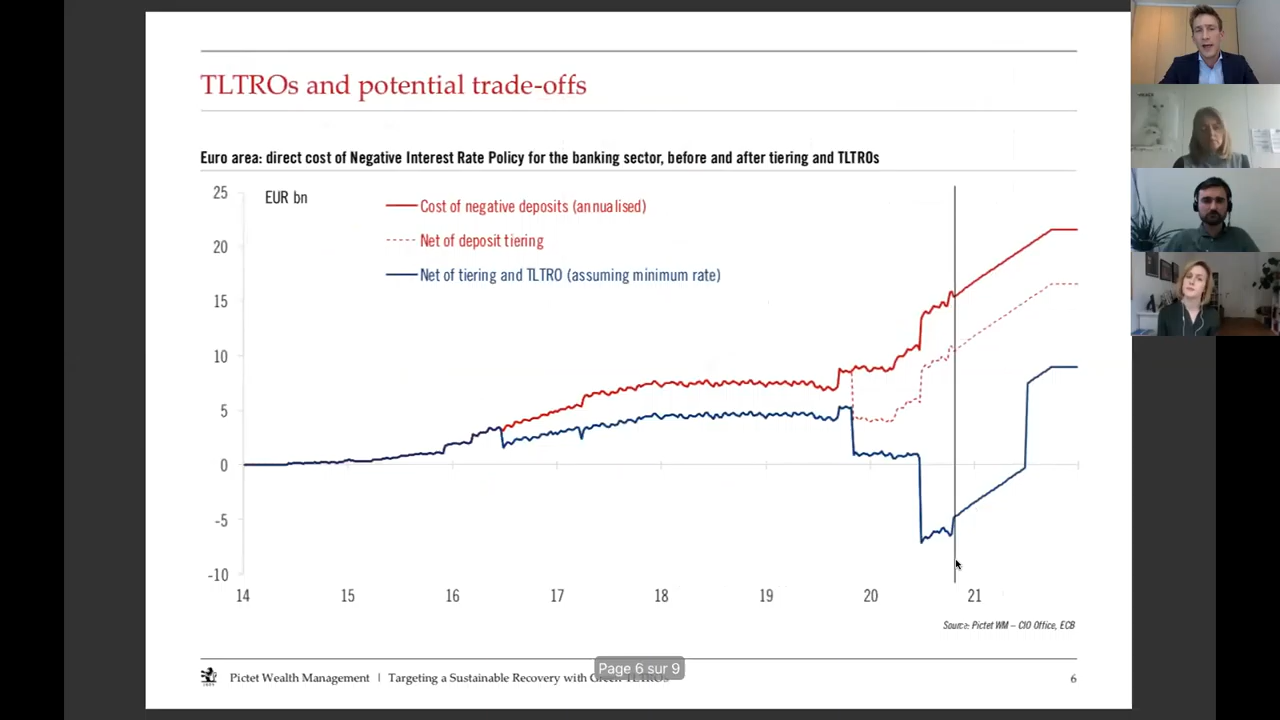 TLTROs and potential trade-offs
Euro area: direct cost of Negative Interest Rate Policy for the banking sector, before and after tiering and TLTROs
EUR bn
Cost of negative deposits (annualised)
Net of deposit tiering
Net of tiering and TLTRO (assuming minimum rate)
25
20
15
10
5
0
-5
-10
14 15 16 17 18 19 20 21
Source: Pictet WM – CIO Office, ECB
Page 6 sur 9
Pictet Wealth Management | Targeting a Sustainable Recovery with Green TLTROs
6